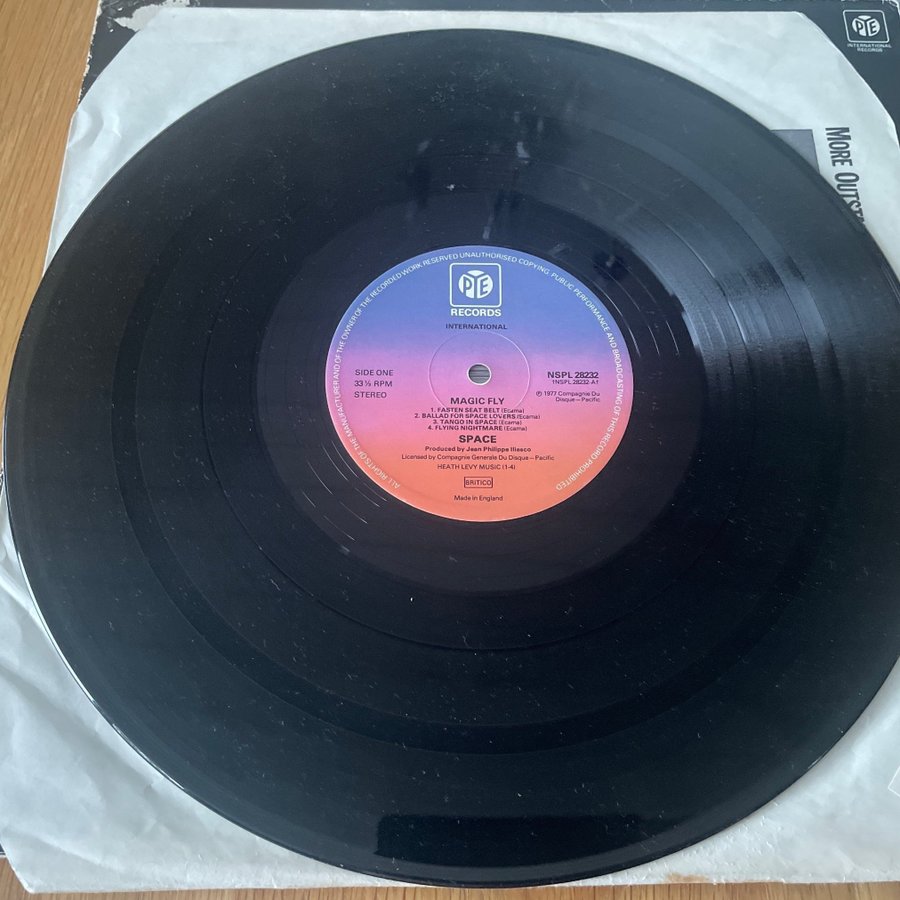 PYE
INTERNATIONAL
RECORDS
MORE OUTST
ALL RIGHTS OF THE MANUFACTURER AND OF THE OWNER OF THE RECORDED WORK RESERVED UNAUTHORISED COPYING PUBLIC PERFORMANCE AND BROADCASTING OF THIS RECORD PROHIBITED
PYE
RECORDS
INTERNATIONAL
SIDE ONE
33 ⅓ RPM
STEREO
NSPL 28232
†NSPL 28232-A†
℗ 1977 Compagnie Du
Disque—Pacific
MAGIC FLY
1. FASTEN SEAT BELT (Ecama)
2. BALLAD FOR SPACE LOVERS (Ecama)
3. TANGO IN SPACE (Ecama)
4. FLYING NIGHTMARE (Ecama)
SPACE
Produced by Jean Philippe Iliesco
Licensed by Compagnie Generale Du Disque—Pacific
HEATH LEVY MUSIC (1-4)
BRITICO
Made in England